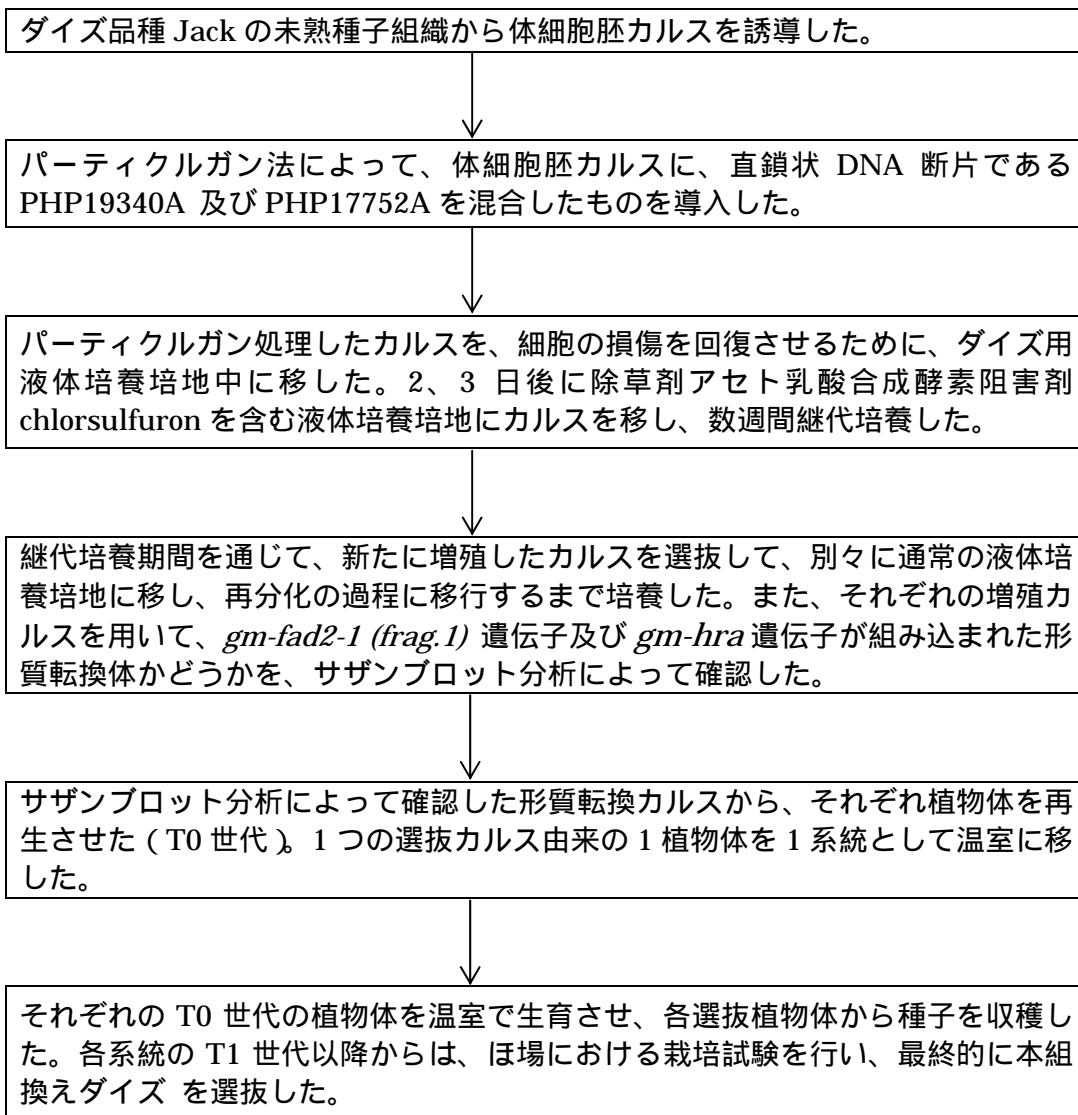 ダイズ品種 Jack の未熟種子組織から体細胞胚カルスを誘導した。
パーティクルガン法によって、体細胞胚カルスに、直鎖状 DNA 断片である
PHP19340A 及び PHP17752A を混合したものを導入した。
パーティクルガン処理したカルスを、細胞の損傷を回復させるために、ダイズ用
液体培養培地中に移した。2、3 日後に除草剤アセト乳酸合成酵素阻害剤
chlorsulfuron を含む液体培養培地にカルスを移し、数週間継代培養した。
継代培養期間を通じて、新たに増殖したカルスを選抜して、別々に通常の液体培
養培地に移し、再分化の過程に移行するまで培養した。また、それぞれの増殖カ
ルスを用いて、gm-fad2-1 (frag.1) 遺伝子及び gm-hra 遺伝子が組み込まれた形
質転換体かどうかを、サザンブロット分析によって確認した。
サザンブロット分析によって確認した形質転換カルスから、それぞれ植物体を再
生させた(T0 世代)。1 つの選抜カルス由来の 1 植物体を 1 系統として温室に移
した。
それぞれの T0 世代の植物体を温室で生育させ、各選抜植物体から種子を収穫し
た。各系統の T1 世代以降からは、ほ場における栽培試験を行い、最終的に本組
換えダイズ を選抜した。